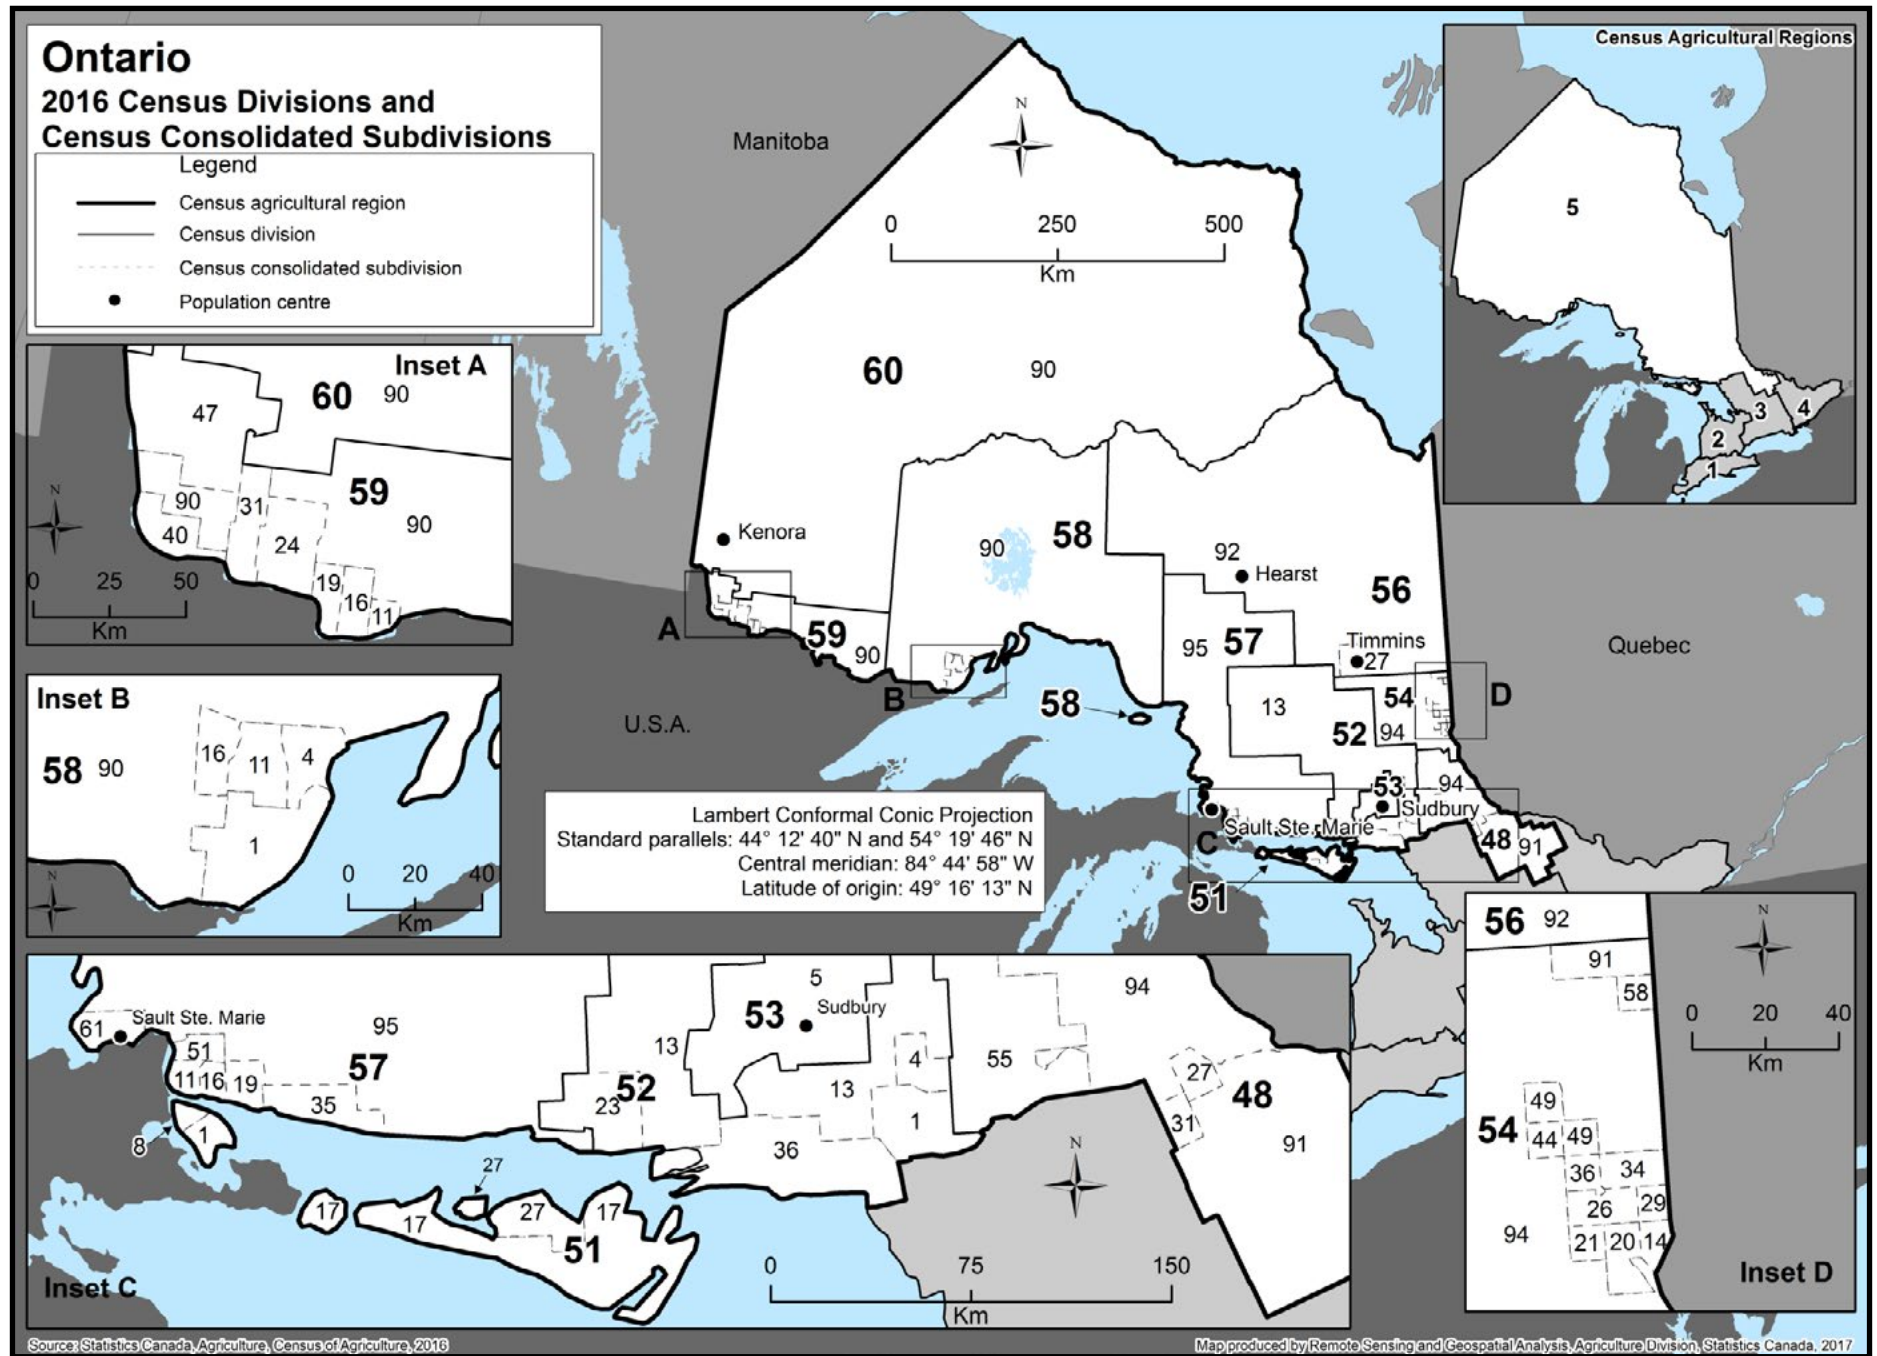 Ontario
2016 Census Divisions and
Census Consolidated Subdivisions
Legend
Census agricultural region
Census division
Census consolidated subdivision
Population centre
Manitoba
N
0 250 500
Km
60 90
Kenora
90 58
92
Hearst
56
A
59
90
B
95 57
Timmins
27
Quebec
58
13
54
D
52 94
U.S.A.
53 94
Sudbury
Sault Ste. Marie
C
48 91
51
Census Agricultural Regions
5
3 4
2
1
Inset A
60 90
47
59
90 31
90
40 24
N
19
16
11
0 25 50
Km
Inset B
16 11 4
58 90
1
N
0 20 40
Km
Lambert Conformal Conic Projection
Standard parallels: 44° 12' 40" N and 54° 19' 46" N
Central meridian: 84° 44' 58" W
Latitude of origin: 49° 16' 13" N
5
Sudbury
53
94
Sault Ste. Marie
61
95
51
13
4
55
57
11 16 19
52
13
27
48
35
23
1
31
8
1
36
91
N
27
17
17
27
17
51
0 75 150
Km
Inset C
56 92
N
91
58
0 20 40
Km
49
54
44 49
36 34
26 29
94
21 20 14
Inset D
Source: Statistics Canada, Agriculture, Census of Agriculture, 2016
Map produced by Remote Sensing and Geospatial Analysis, Agriculture Division, Statistics Canada, 2017